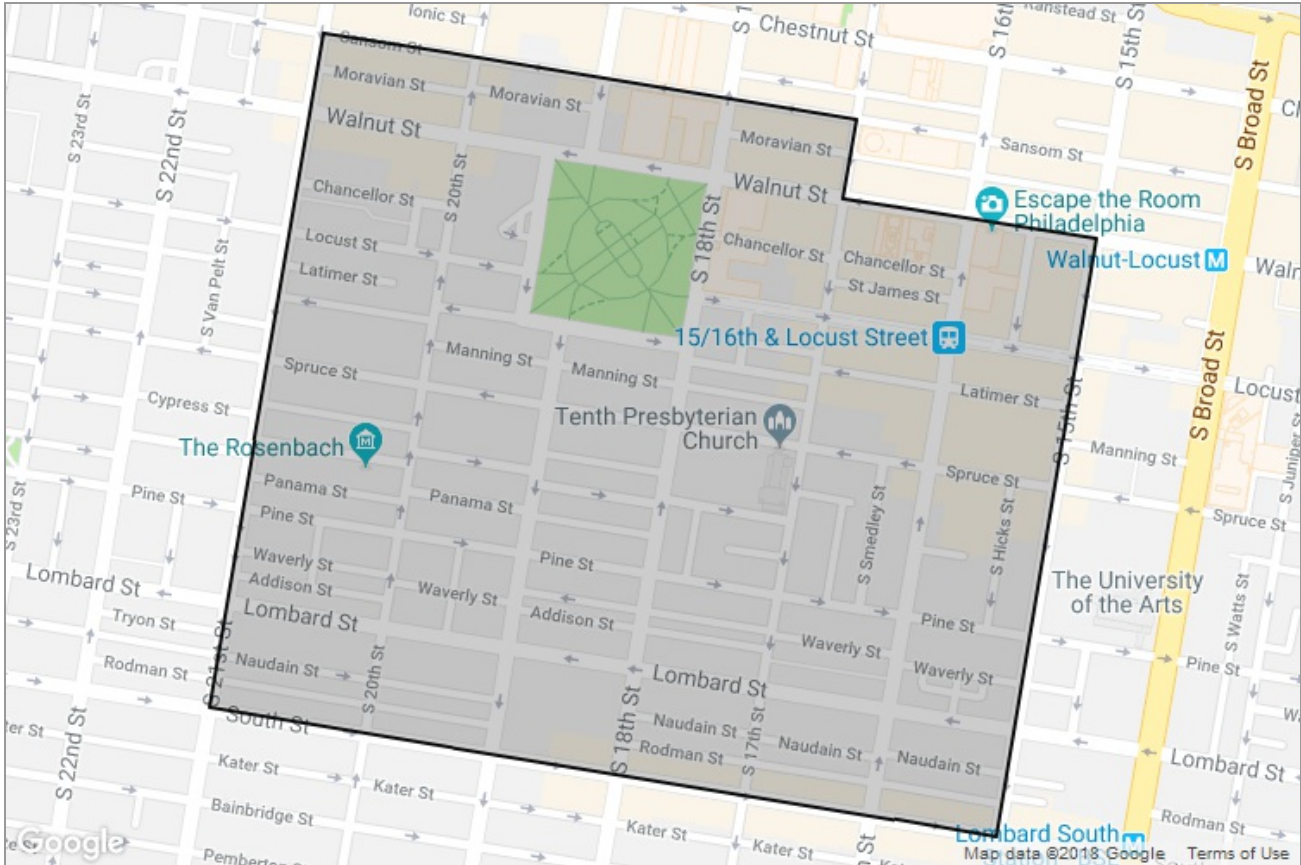 Ionic St
Chestnut St
Ranstead St
S 16th St
S 15th St
Sansom St
S Broad St
Moravian St
Moravian St
Moravian St
Sansom St
S 23rd St
S 22nd St
Walnut St
Walnut St
Escape the Room
Philadelphia
Walnut-Locust
M
Chancellor St
S 20th St
S 18th St
Chancellor St
Chancellor St
St James St
Locust St
Latimer St
S Van Pelt St
15/16th & Locust Street
Locust
S Broad St
Manning St
Manning St
Spruce St
Latimer St
S 15th St
Cypress St
Tenth Presbyterian
Church
The Rosenbach
Manning St
S Juniper St
Spruce St
Panama St
Panama St
Pine St
Pine St
S 23rd St
S Smedley St
S Hicks St
Spruce St
Pine St
Waverly St
Addison St
Waverly St
Lombard St
The University
of the Arts
S Watts St
Tryon St
Lombard St
Addison St
Pine St
Waverly St
Waverly St
Pine St
Rodman St
Naudain St
S 21st St
S 20th St
Lombard St
South St
S 22nd St
S 18th St
Naudain St
S 17th St
Rodman St
Naudain St
Naudain St
Lombard St
Kater St
Kater St
Bainbridge St
Kater St
Kater St
Rodman St
Pemberton St
Lombard South
M
Google
Map data ©2018 Google
Terms of Use